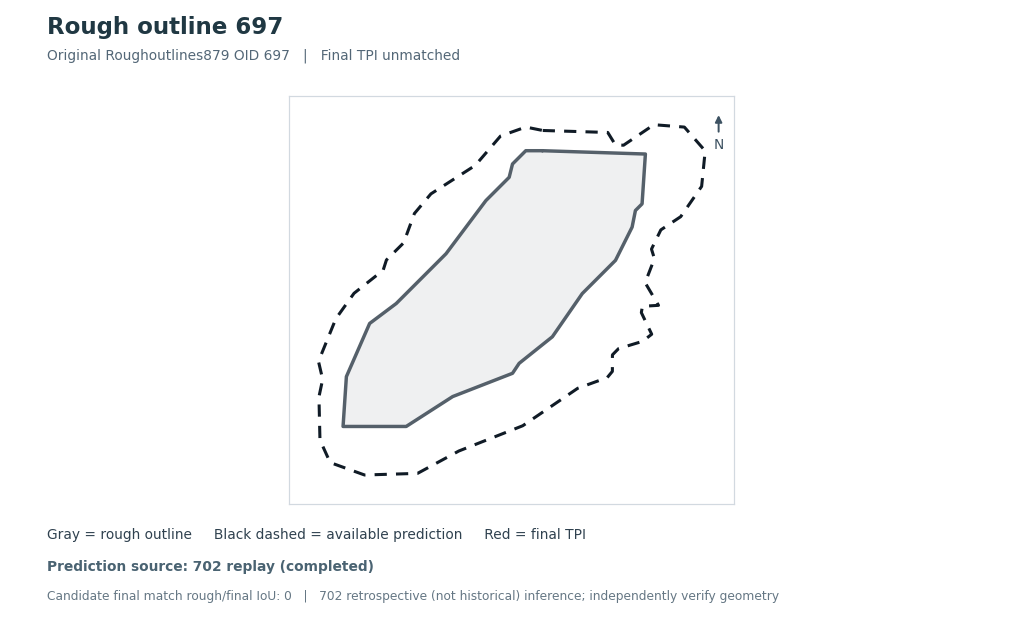 Rough outline 697
Original Roughoutlines879 OID 697   |   Final TPI unmatched
N
Gray = rough outline     Black dashed = available prediction     Red = final TPI
Prediction source: 702 replay (completed)
Candidate final match rough/final IoU: 0   |   702 retrospective (not historical) inference; independently verify geometry